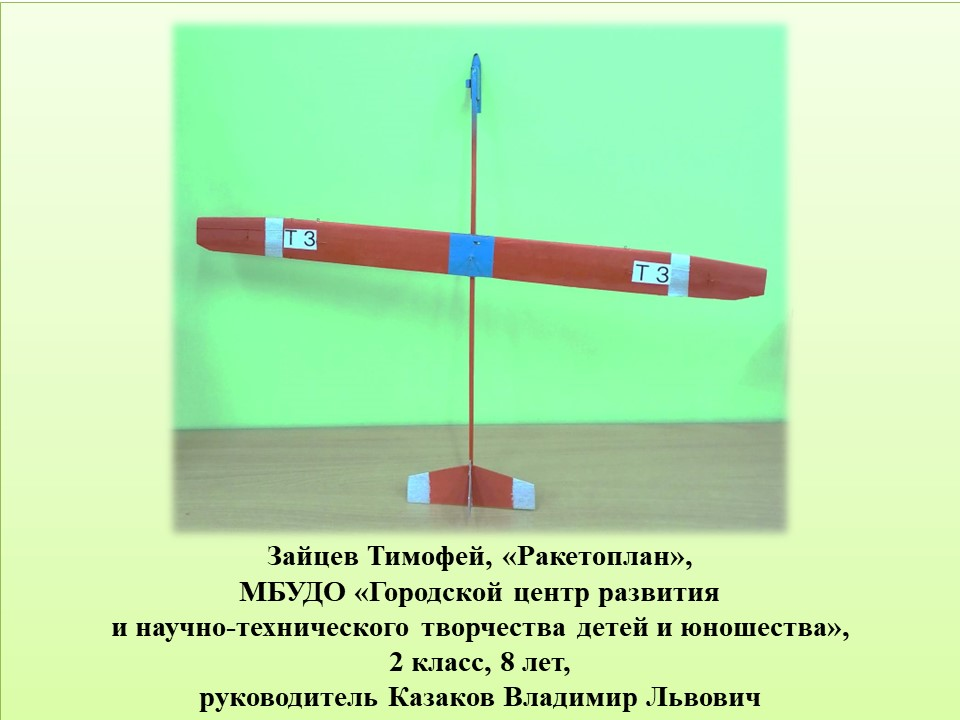 Т З
Т З
Зайцев Тимофей, «Ракетоплан»,
МБУДО «Городской центр развития
и научно-технического творчества детей и юношества»,
2 класс, 8 лет,
руководитель Казаков Владимир Львович